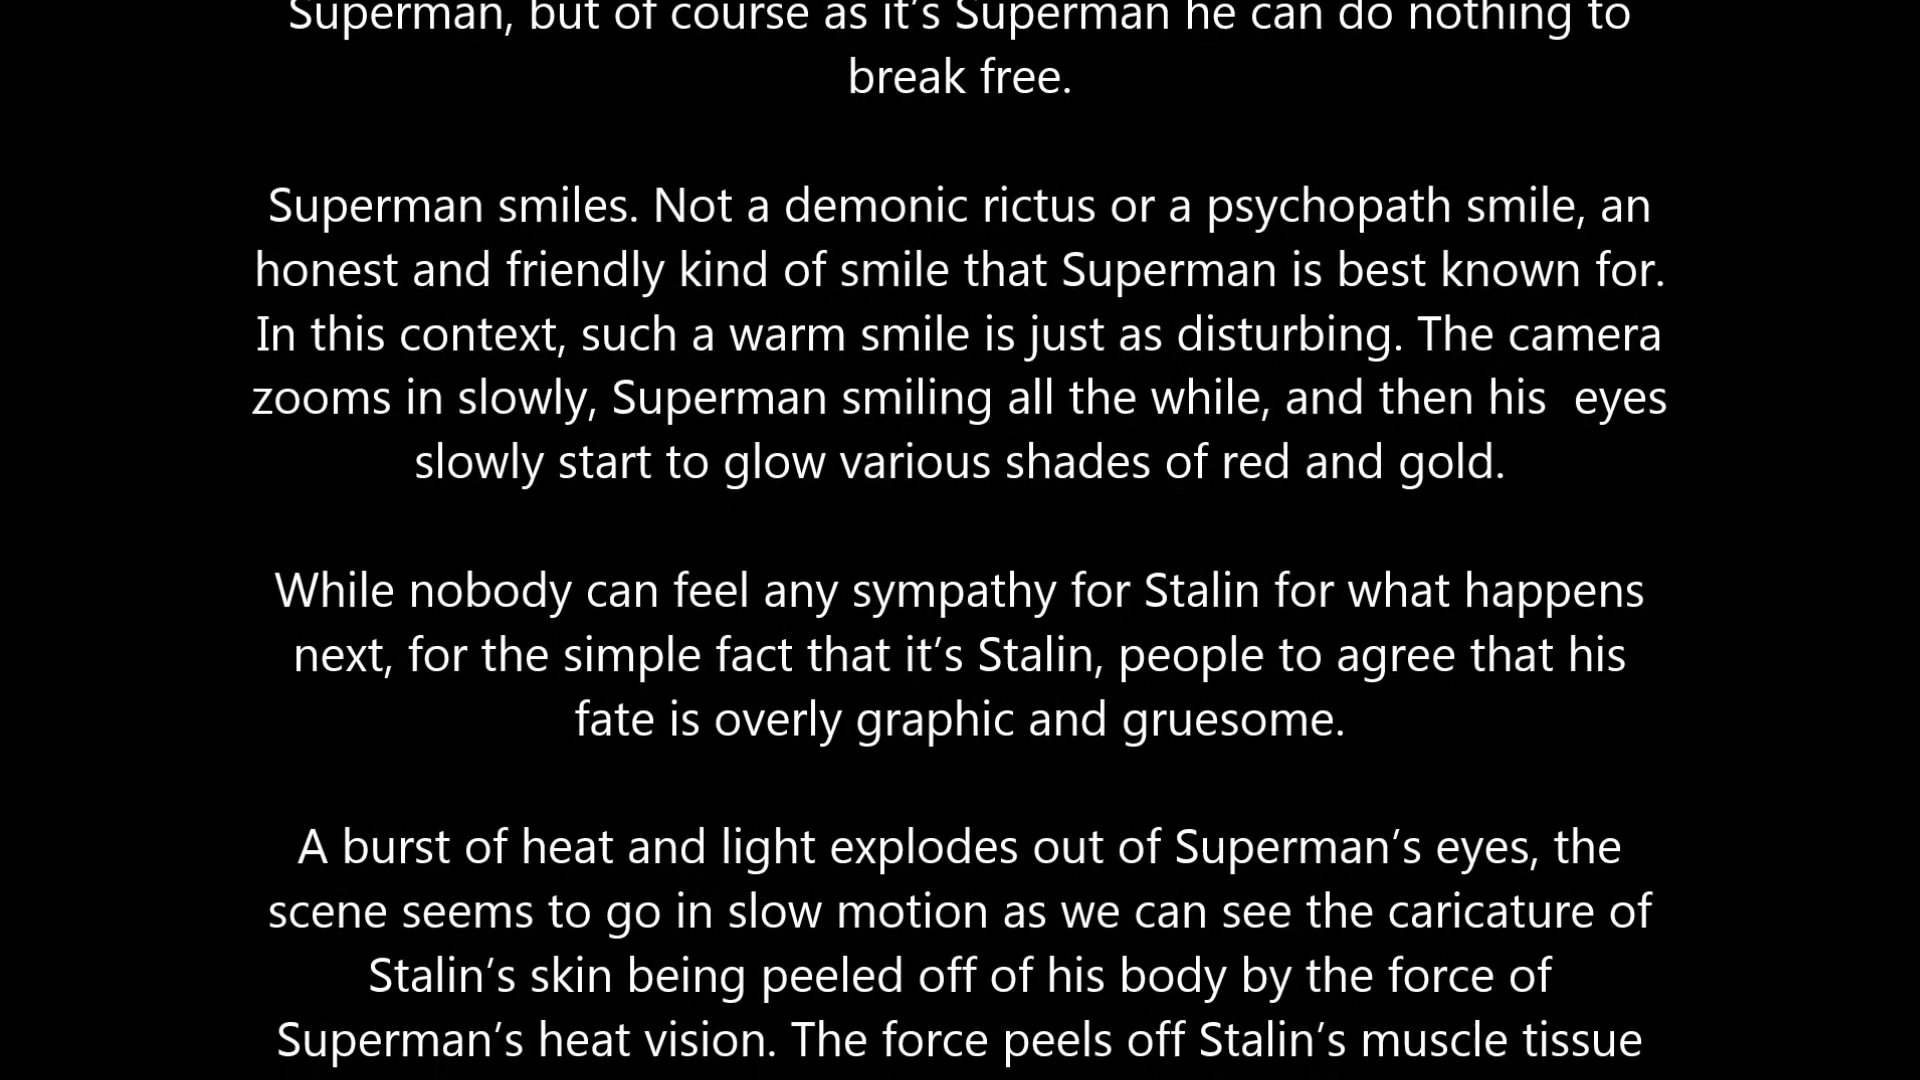 Superman, but of course as it’s Superman he can do nothing to
break free.
Superman smiles. Not a demonic rictus or a psychopath smile, an
honest and friendly kind of smile that Superman is best known for.
In this context, such a warm smile is just as disturbing. The camera
zooms in slowly, Superman smiling all the while, and then his  eyes
slowly start to glow various shades of red and gold.
While nobody can feel any sympathy for Stalin for what happens
next, for the simple fact that it’s Stalin, people to agree that his
fate is overly graphic and gruesome.
A burst of heat and light explodes out of Superman’s eyes, the
scene seems to go in slow motion as we can see the caricature of
Stalin’s skin being peeled off of his body by the force of
Superman’s heat vision. The force peels off Stalin’s muscle tissue